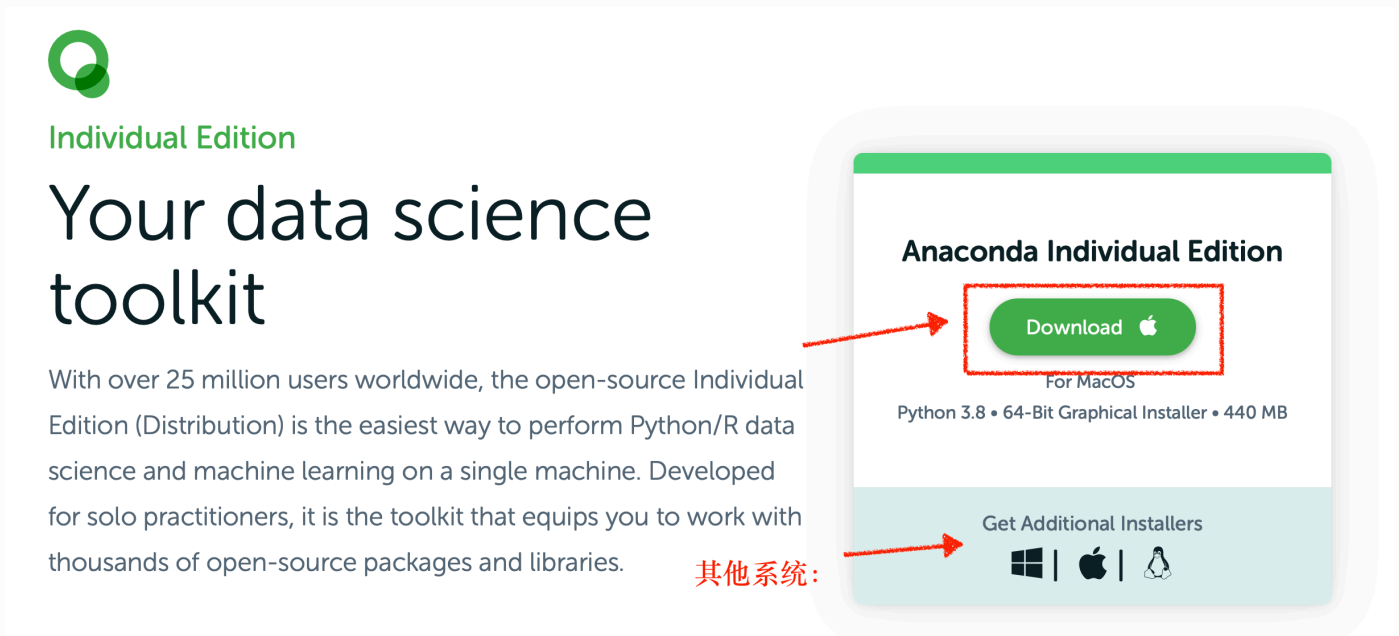 Individual Edition
Your data science
toolkit
With over 25 million users worldwide, the open-source Individual
Edition (Distribution) is the easiest way to perform Python/R data
science and machine learning on a single machine. Developed
for solo practitioners, it is the toolkit that equips you to work with
thousands of open-source packages and libraries.
Anaconda Individual Edition
Download
For MacOS
Python 3.8 • 64-Bit Graphical Installer • 440 MB
Get Additional Installers
| |
其他系统：